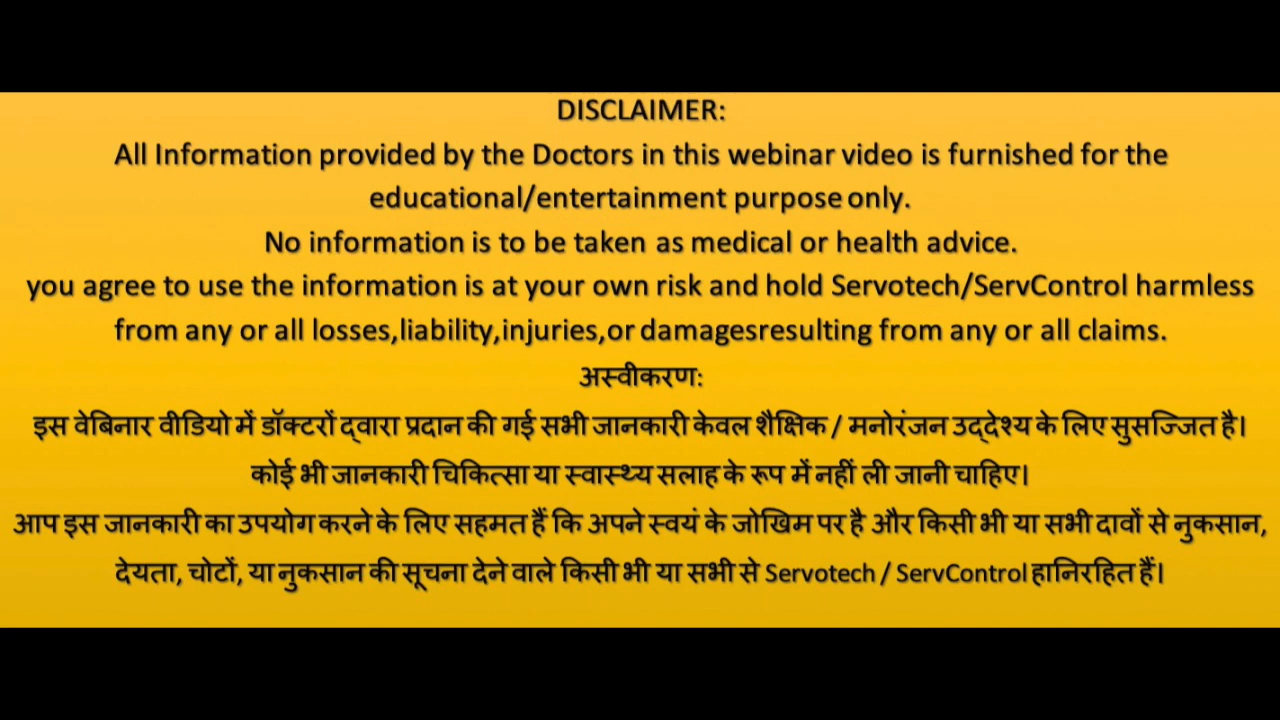 DISCLAIMER:
All Information provided by the Doctors in this webinar video is furnished for the
educational/entertainment purpose only.
No information is to be taken as medical or health advice.
you agree to use the information is at your own risk and hold Servotech/ServControl harmless
from any or all losses,liability,injuries,or damagesresulting from any or all claims.
अस्वीकरण:
इस वेबिनार वीडियो में डॉक्टरों द्वारा प्रदान की गई सभी जानकारी केवल शैक्षिक / मनोरंजन उद्देश्य के लिए सुसज्जित है।
कोई भी जानकारी चिकित्सा या स्वास्थ्य सलाह के रूप में नहीं ली जानी चाहिए।
आप इस जानकारी का उपयोग करने के लिए सहमत हैं कि अपने स्वयं के जोखिम पर है और किसी भी या सभी दावों से नुकसान,
देयता, चोटों, या नुकसान की सूचना देने वाले किसी भी या सभी से Servotech / ServControl हानिरहित हैं।